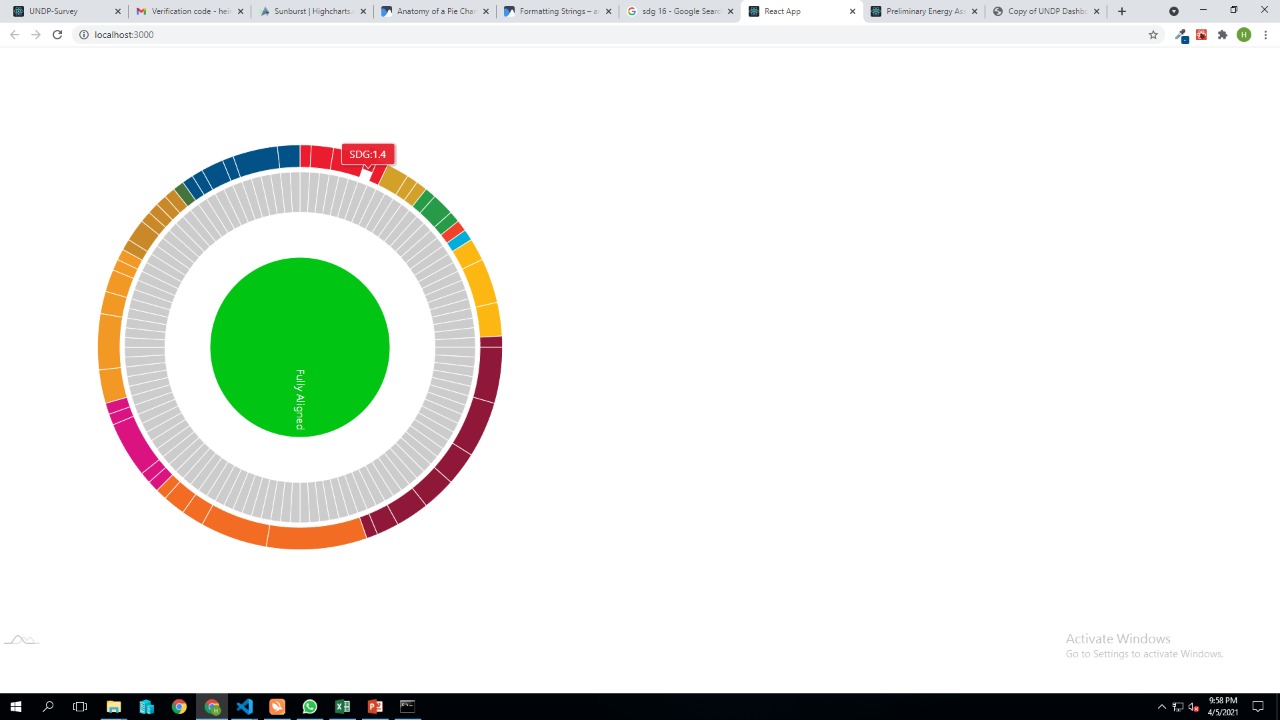 UNDP-Survey
Verification code - hei
Sunburst | Highcharts.
Anatomy of a Pie Char
Formatting Strings – a
sdg 16 - Google Searc
React App
Preliminary Energy Ass
Copy of UNDP Dashbo
localhost:3000
H
SDG:1.4
Fully Aligned
Activate Windows
Go to Settings to activate Windows.
9:58 PM
4/5/2021